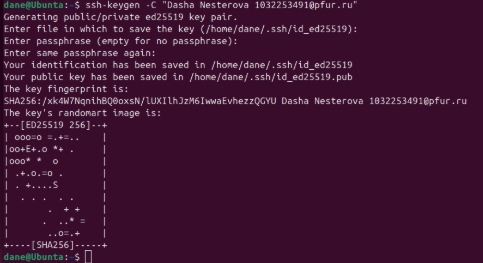 dane@Ubuntu:~$ ssh-keygen -C "Dasha Nesterova 1032253491@pfur.ru"
Generating public/private ed25519 key pair.
Enter file in which to save the key (/home/dane/.ssh/id_ed25519):
Enter passphrase (empty for no passphrase):
Enter same passphrase again:
Your identification has been saved in /home/dane/.ssh/id_ed25519
Your public key has been saved in /home/dane/.ssh/id_ed25519.pub
The key fingerprint is:
SHA256:/xk4W7NqnihBQ0oxsN/lUXIlhJzM6IwwaEvhezzQGYU Dasha Nesterova 1032253491@pfur.ru
The key's randomart image is:
+--[ED25519 256]--+
| ooo=o =.+=..    |
|oo+E+.o *+ .     |
|ooo* *  o        |
| .+.o.=o .       |
| . +....S        |
|  . . . . .      |
|       .  + +    |
|      .  ..* =   |
|       ..o=.+    |
+----[SHA256]-----+
dane@Ubuntu:~$